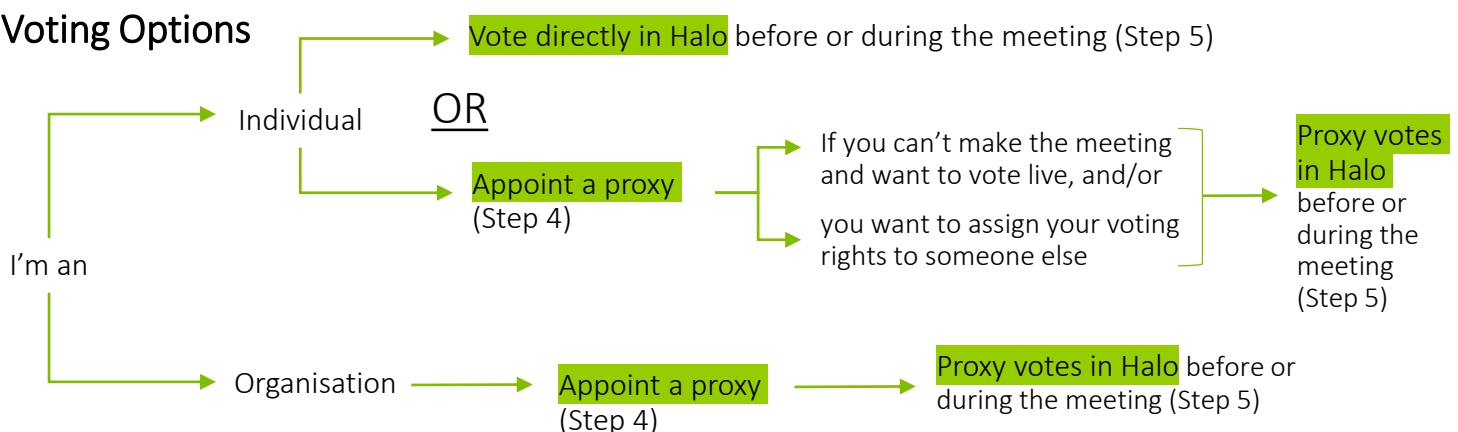 Voting Options
Vote directly in Halo before or during the meeting (Step 5)
I’m an
Individual
OR
Appoint a proxy
(Step 4)
If you can’t make the meeting
and want to vote live, and/or
you want to assign your voting
rights to someone else
Proxy votes
in Halo
before or
during the
meeting
(Step 5)
Organisation
Appoint a proxy
(Step 4)
Proxy votes in Halo before or
during the meeting (Step 5)